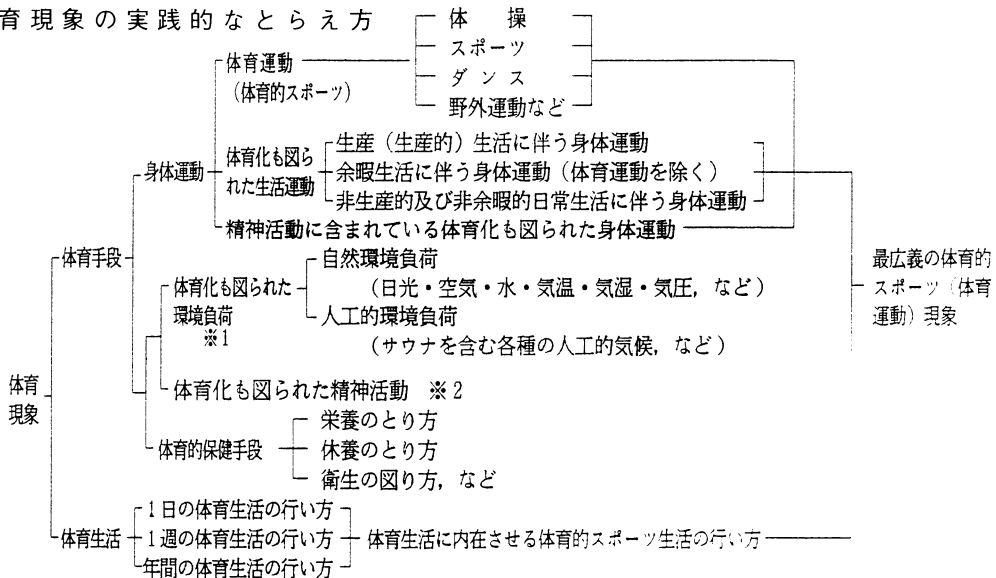 育現象の実践的なとらえ方
体操
スポーツ
ダンス
野外運動など
体育運動
(体育的スポーツ)
身体運動
体育化も図ら
れた生活運動
生産(生産的)生活に伴う身体運動
余暇生活に伴う身体運動(体育運動を除く)
非生産的及び非余暇的日常生活に伴う身体運動
精神活動に含まれている体育化も図られた身体運動
体育手段
体育化も図られた
環境負荷
※1
自然環境負荷
(日光・空気・水・気温・気湿・気圧,など)
人工的環境負荷
(サウナを含む各種の人工的気候,など)
最広義の体育的
スポーツ(体育
運動)現象
体育化も図られた精神活動 ※2
体育
現象
体育的保健手段
栄養のとり方
休養のとり方
衛生の図り方,など
体育生活
1日の体育生活の行い方
1週の体育生活の行い方
年間の体育生活の行い方
体育生活に内在させる体育的スポーツ生活の行い方